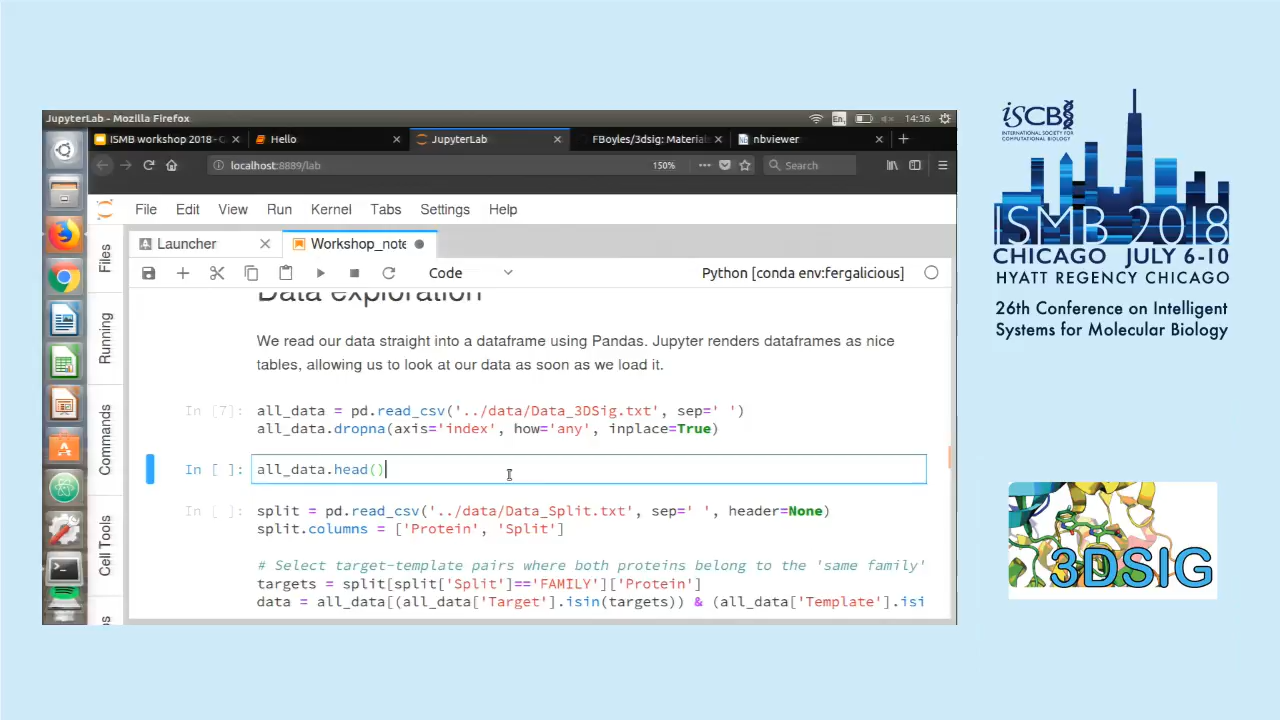 JupyterLab - Mozilla Firefox
En
14:36
ISMB workshop 2018 - G
Hello
JupyterLab
FBoyles/3dsig: Material
nbviewer
localhost:8889/lab
150%
Search
File Edit View Run Kernel Tabs Settings Help
Launcher
Workshop_note
Code
Python [conda env:fergalicious]
Files
Running
Commands
Cell Tools
Data exploration
We read our data straight into a dataframe using Pandas. Jupyter renders dataframes as nice
tables, allowing us to look at our data as soon as we load it.
In [7]: all_data = pd.read_csv('../data/Data_3DSig.txt', sep=' ')
all_data.dropna(axis='index', how='any', inplace=True)
In [ ]: all_data.head()
In [ ]: split = pd.read_csv('../data/Data_Split.txt', sep=' ', header=None)
split.columns = ['Protein', 'Split']
# Select target-template pairs where both proteins belong to the 'same family'
targets = split[split['Split']=='FAMILY']['Protein']
data = all_data[(all_data['Target'].isin(targets)) & (all_data['Template'].isi
iSCB
INTERNATIONAL SOCIETY FOR
COMPUTATIONAL BIOLOGY
ISMB 2018
CHICAGO JULY 6-10
HYATT REGENCY CHICAGO
26th Conference on Intelligent
Systems for Molecular Biology
3DSIG